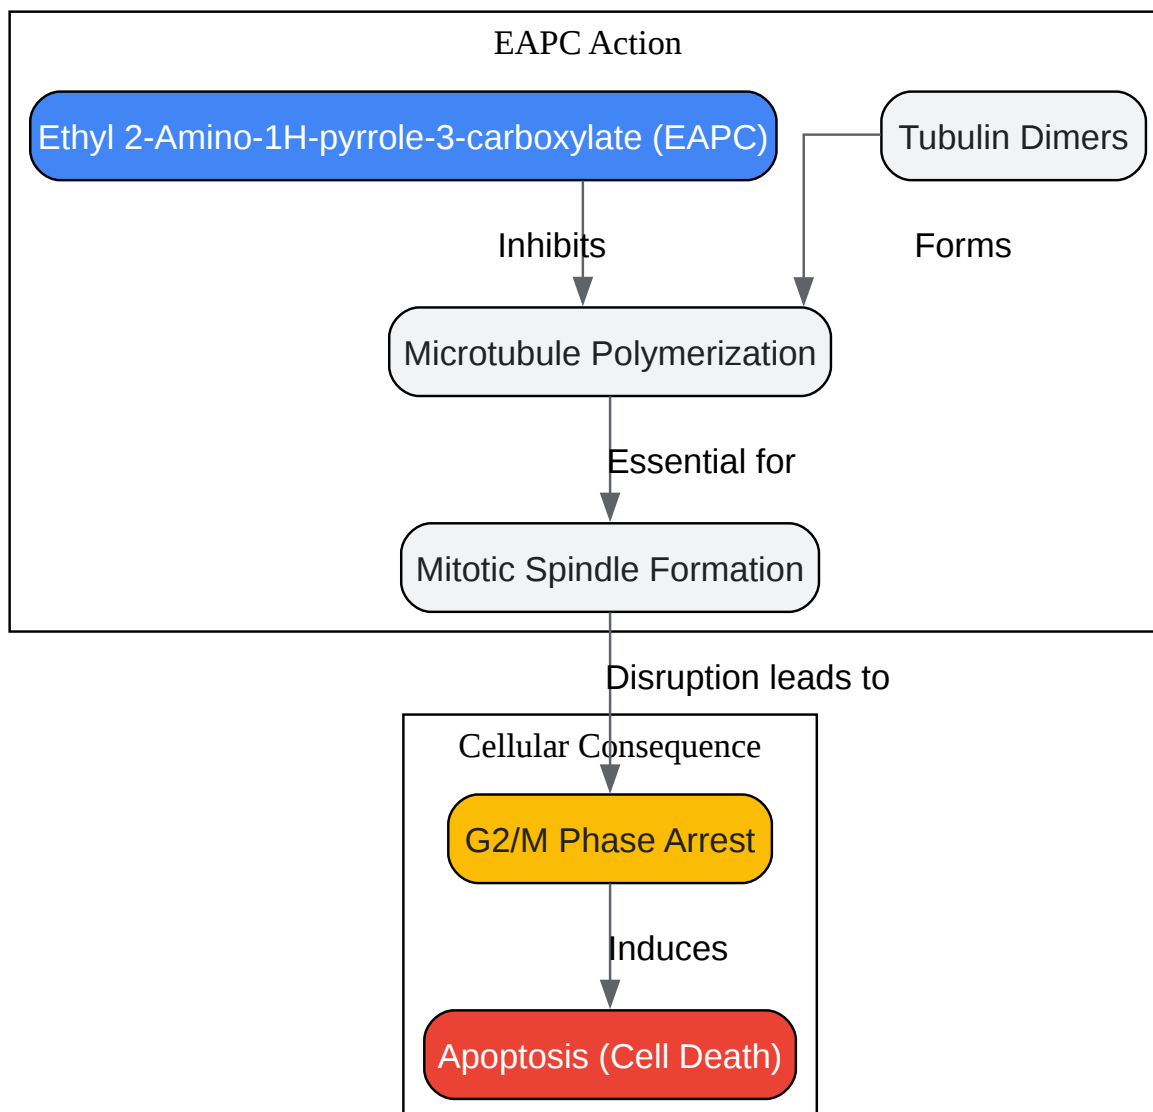 EAPC Action
Ethyl 2-Amino-1H-pyrrole-3-carboxylate (EAPC)
Tubulin Dimers
Inhibits
Forms
Microtubule Polymerization
Essential for
Mitotic Spindle Formation
Disruption leads to
Cellular Consequence
G2/M Phase Arrest
Induces
Apoptosis (Cell Death)